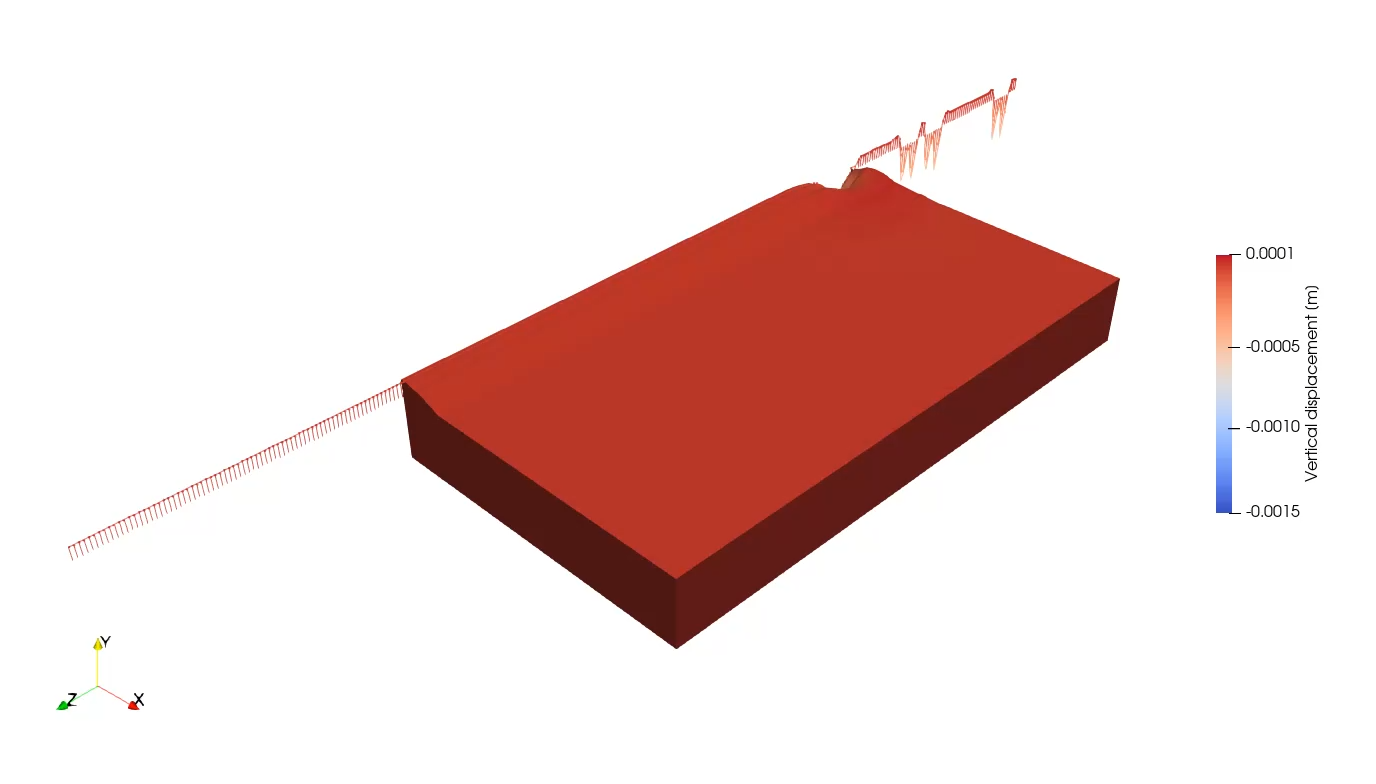 0.0001
-0.0005
-0.0010
-0.0015
Vertical displacement (m)
Y
Z
X